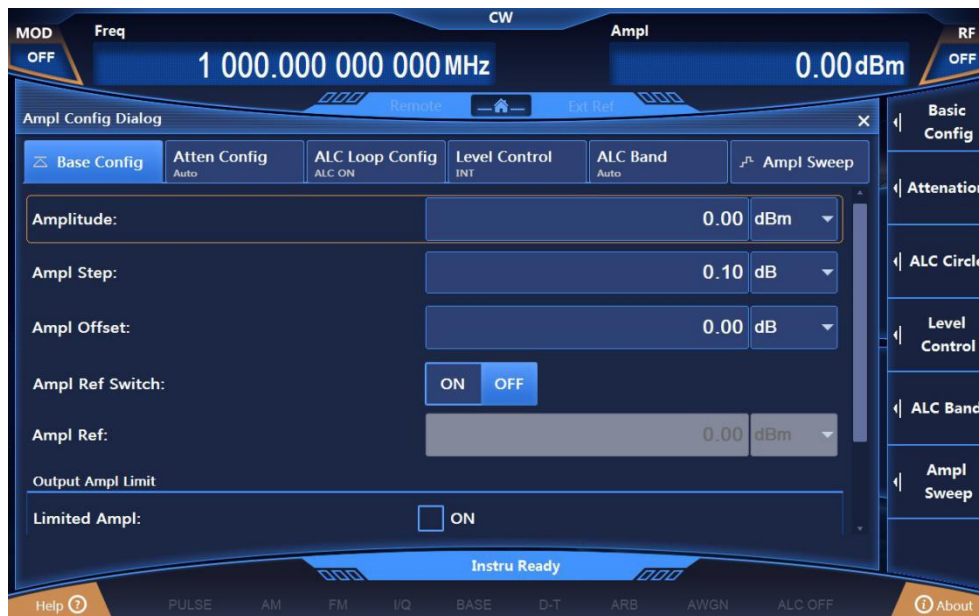 CW
MOD
OFF
Freq
1 000.000 000 000 MHz
Ampl
0.00 dBm
RF
OFF
Remote
Ext Ref
Ampl Config Dialog
×
Base Config
Atten Config
Auto
ALC Loop Config
ALC ON
Level Control
INT
ALC Band
Auto
Ampl Sweep
Amplitude:
0.00 dBm
Ampl Step:
0.10 dB
Ampl Offset:
0.00 dB
Ampl Ref Switch:
ON OFF
Ampl Ref:
0.00 dBm
Output Ampl Limit
Limited Ampl:
ON
Basic
Config
Attenation
ALC Circle
Level
Control
ALC Band
Ampl
Sweep
Instru Ready
Help ?
PULSE AM FM I/Q BASE D-T ARB AWGN ALC OFF
About